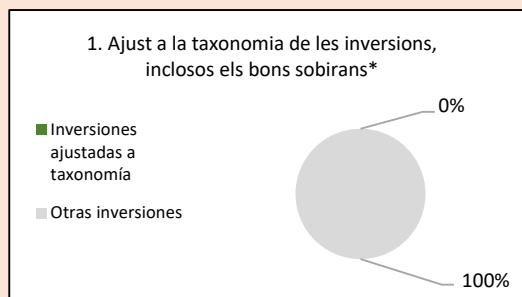 1. Ajust a la taxonomia de les inversions,
inclosos els bons sobirans*
0%
Inversiones
ajustadas a
taxonomía
Otras inversiones
100%